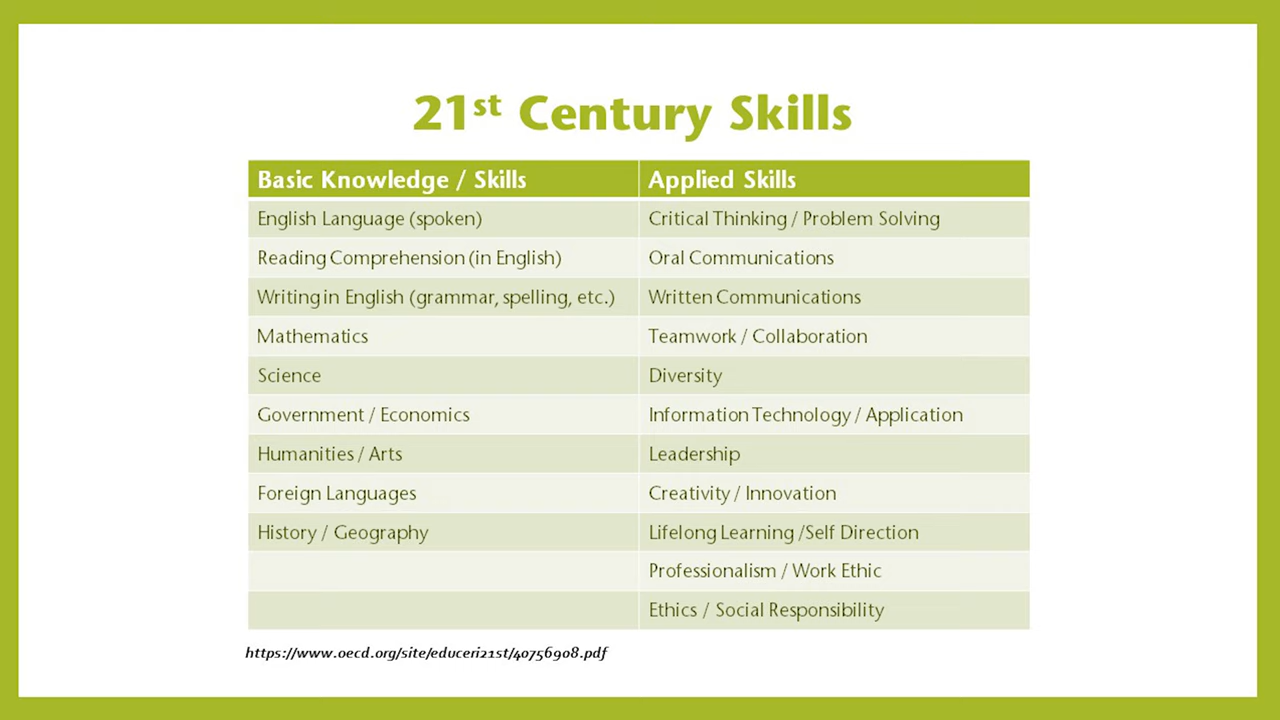 21st Century Skills
Basic Knowledge / Skills
Applied Skills
English Language (spoken)
Critical Thinking / Problem Solving
Reading Comprehension (in English)
Oral Communications
Writing in English (grammar, spelling, etc.)
Written Communications
Mathematics
Teamwork / Collaboration
Science
Diversity
Government / Economics
Information Technology / Application
Humanities / Arts
Leadership
Foreign Languages
Creativity / Innovation
History / Geography
Lifelong Learning /Self Direction
Professionalism / Work Ethic
Ethics / Social Responsibility
https://www.oecd.org/site/educeri21st/40756908.pdf